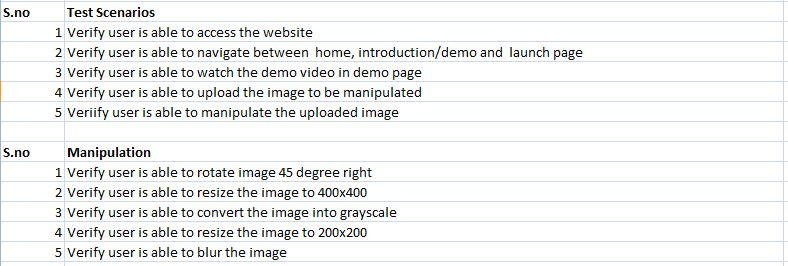 S.no Test Scenarios
1 Verify user is able to access the website
2 Verify user is able to navigate between  home, introduction/demo and  launch page
3 Verify user is able to watch the demo video in demo page
4 Verify user is able to upload the image to be manipulated
5 Veriify user is able to manipulate the uploaded image
S.no Manipulation
1 Verify user is able to rotate image 45 degree right
2 Verify user is able to resize the image to 400x400
3 Verify user is able to convert the image into grayscale
4 Verify user is able to resize the image to 200x200
5 Verify user is able to blur the image